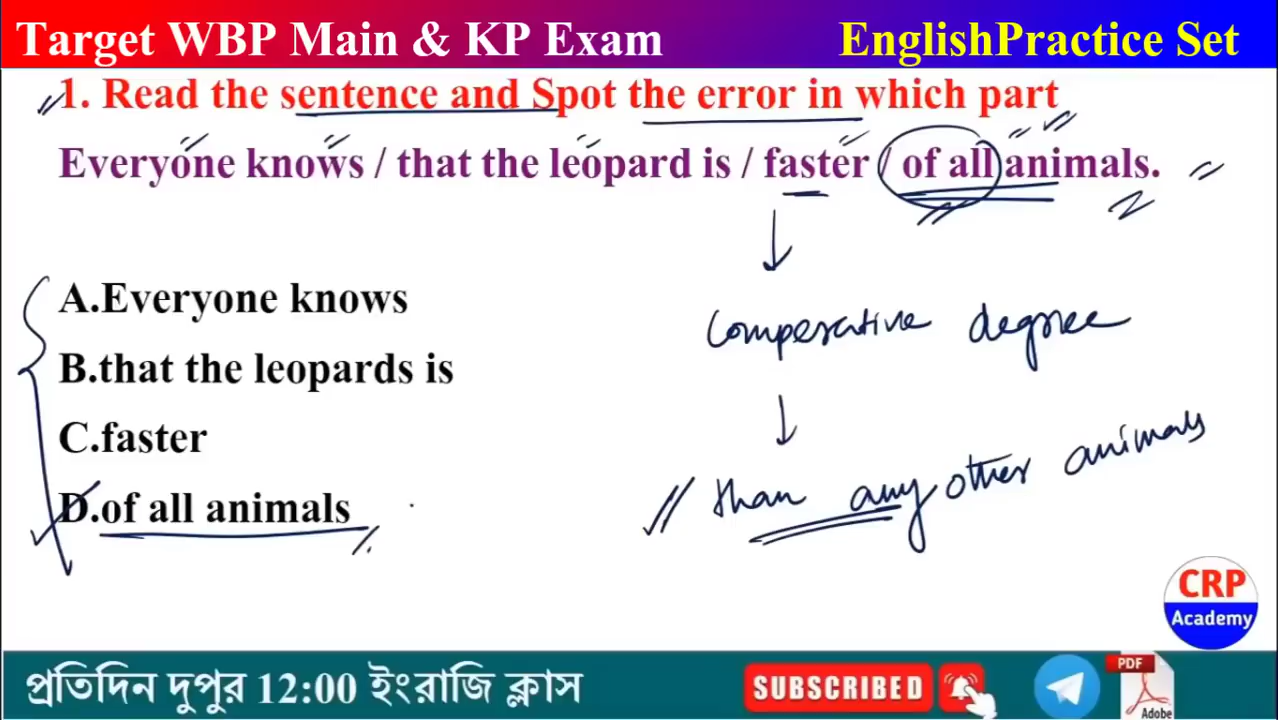 Target WBP Main & KP Exam EnglishPractice Set
1. Read the sentence and Spot the error in which part
Everyone knows / that the leopard is / faster / of all animals.
A.Everyone knows
comperative degree
B.that the leopards is
C.faster
than any other animals
D.of all animals
CRP
Academy
প্রতিদিন দুপুর 12:00 ইংরাজি ক্লাস
SUBSCRIBED
PDF
Adobe